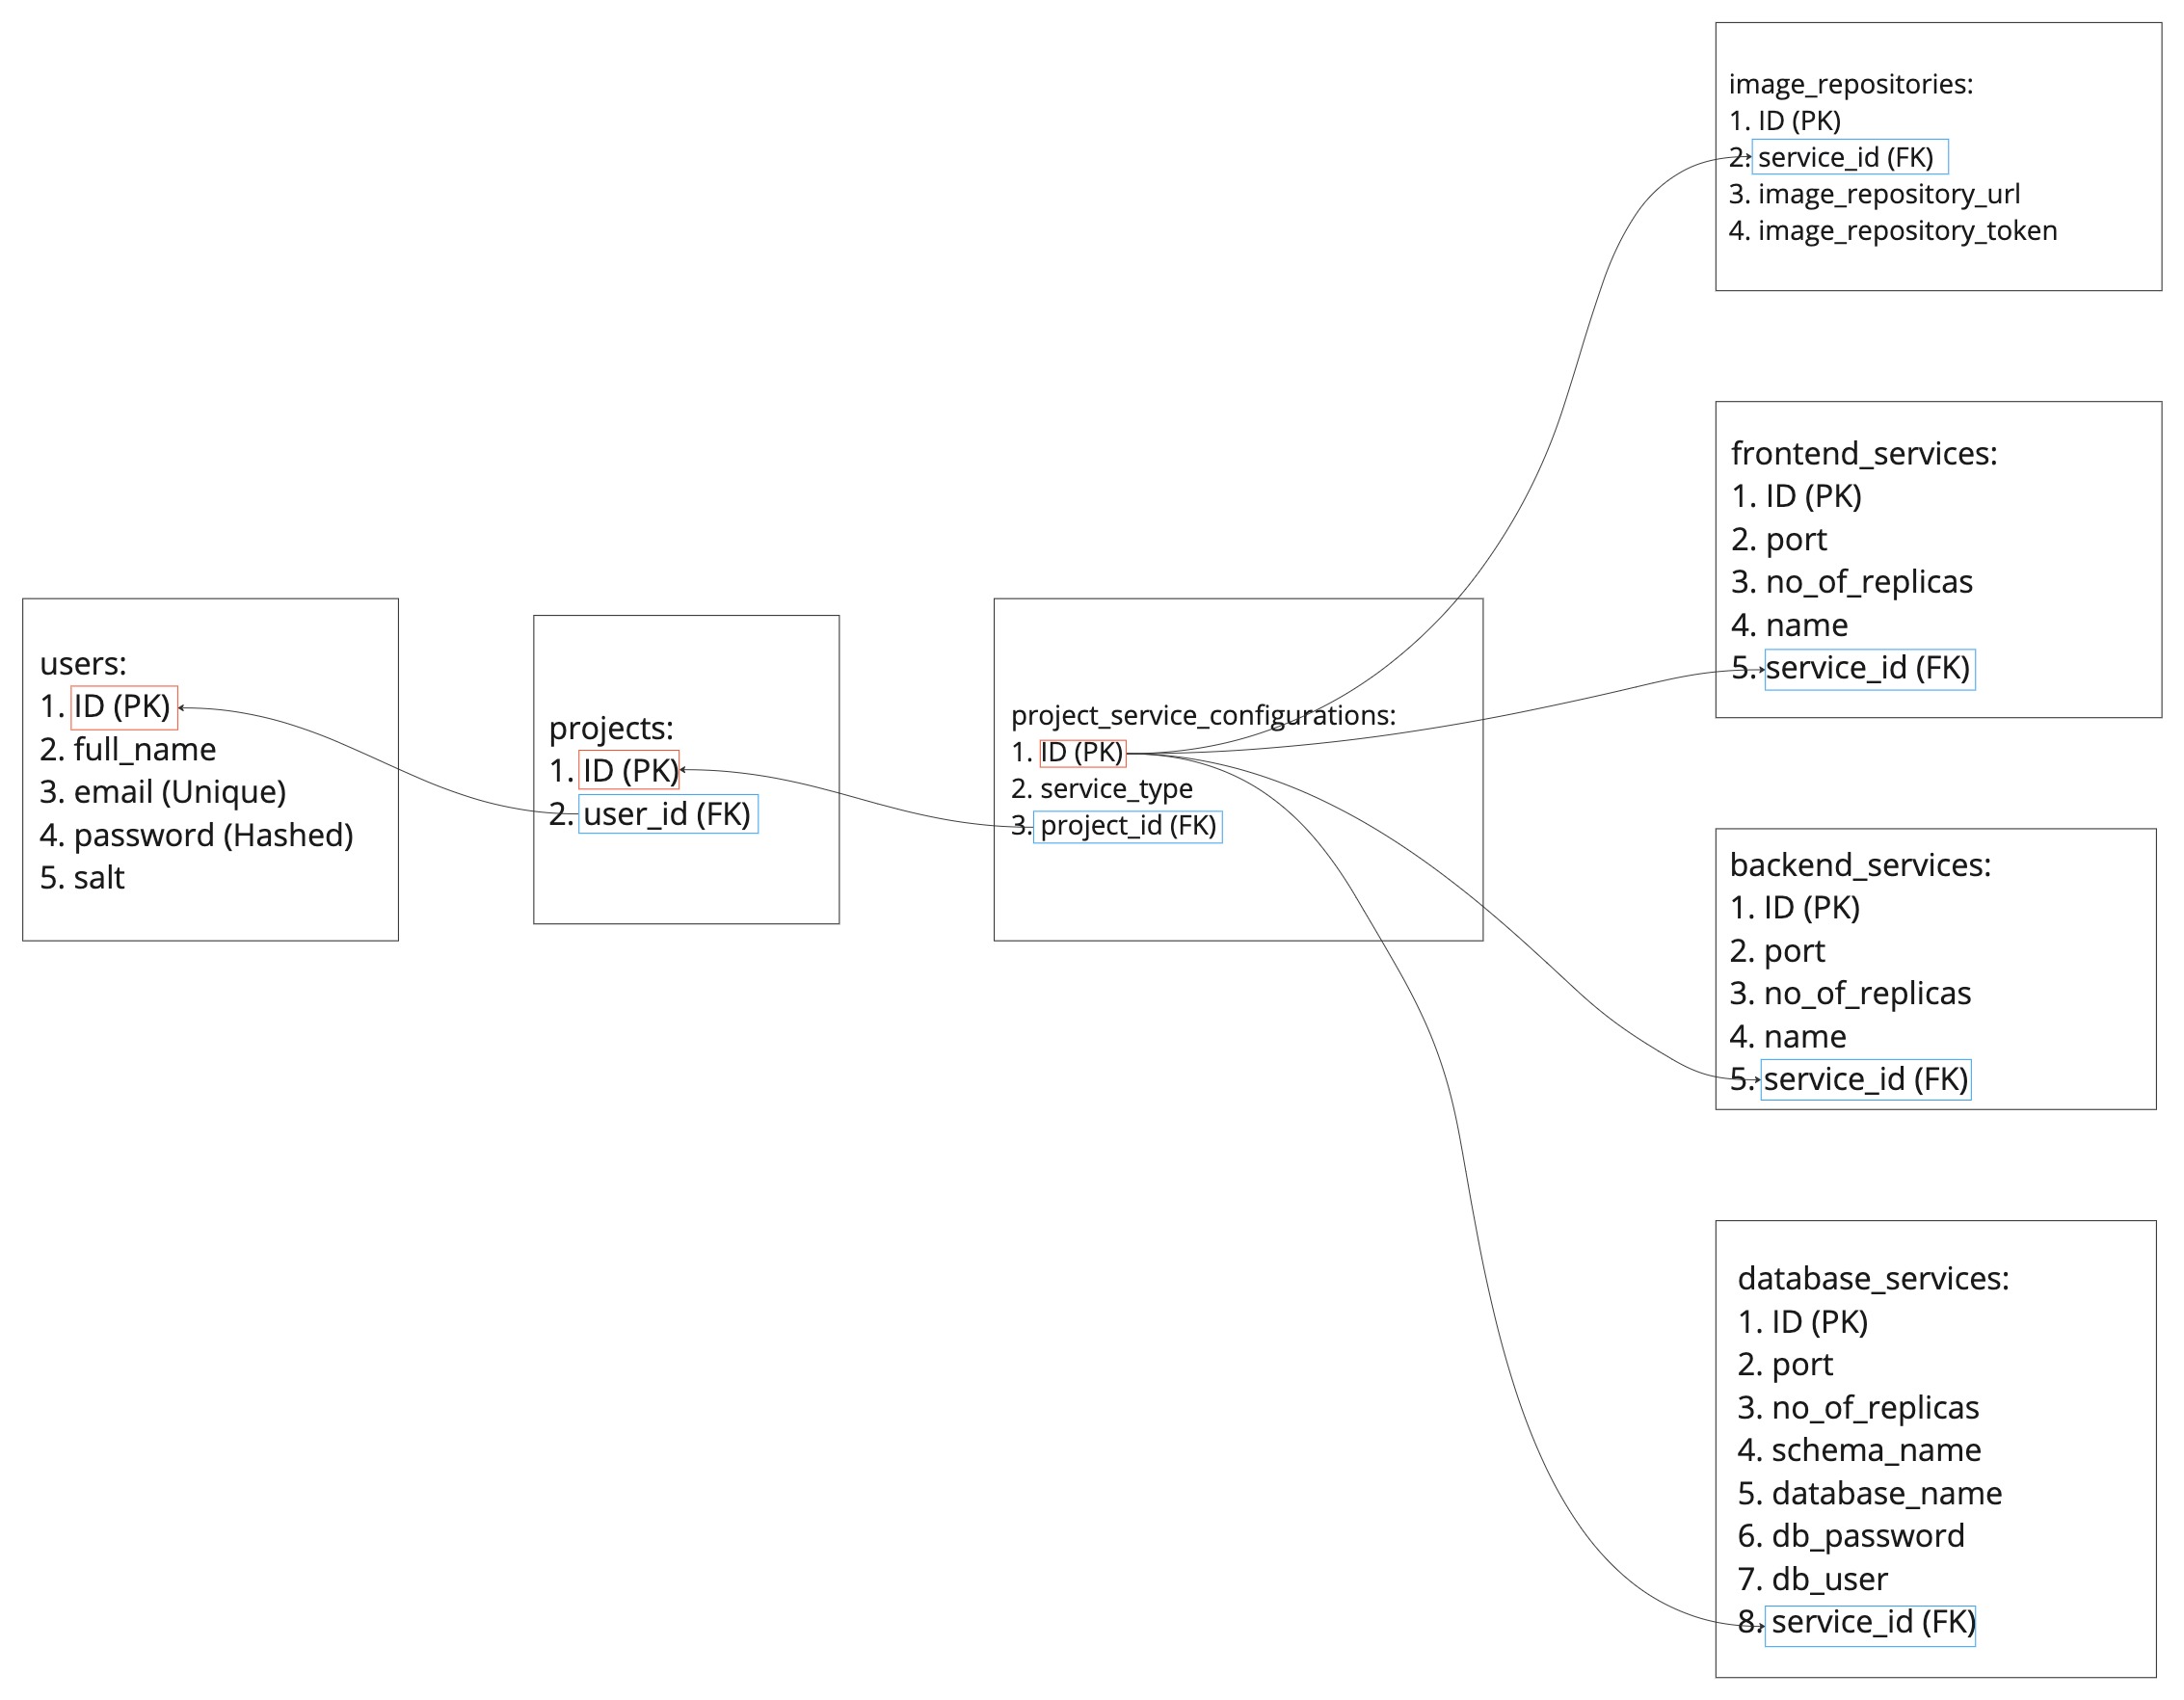 users:
1. ID (PK)
2. full_name
3. email (Unique)
4. password (Hashed)
5. salt
projects:
1. ID (PK)
2. user_id (FK)
project_service_configurations:
1. ID (PK)
2. service_type
3. project_id (FK)
image_repositories:
1. ID (PK)
2. service_id (FK)
3. image_repository_url
4. image_repository_token
frontend_services:
1. ID (PK)
2. port
3. no_of_replicas
4. name
5. service_id (FK)
backend_services:
1. ID (PK)
2. port
3. no_of_replicas
4. name
5. service_id (FK)
database_services:
1. ID (PK)
2. port
3. no_of_replicas
4. schema_name
5. database_name
6. db_password
7. db_user
8. service_id (FK)